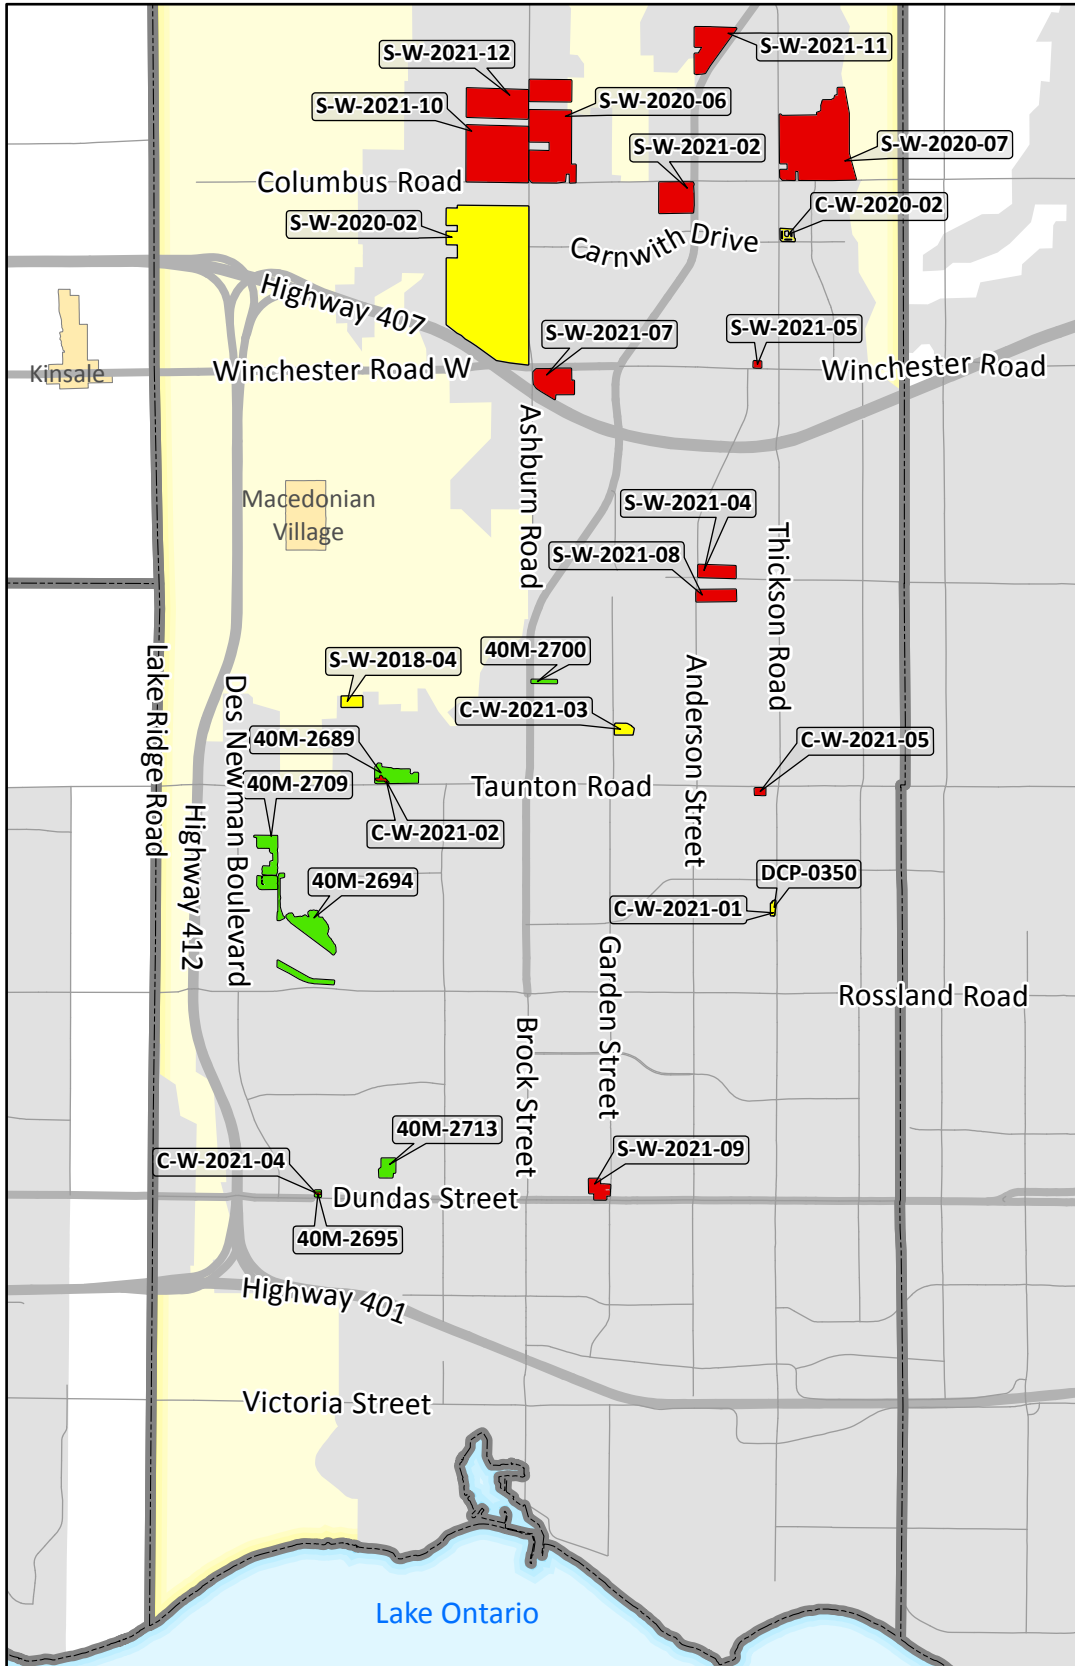 S-W-2021-11
S-W-2021-12
S-W-2021-10
S-W-2020-06
S-W-2021-02
S-W-2020-07
Columbus Road
C-W-2020-02
S-W-2020-02
Carnwith Drive
Highway 407
S-W-2021-07
S-W-2021-05
Kinsale
Winchester Road W
Winchester Road
Ashburn Road
Macedonian
Village
S-W-2021-04
S-W-2021-08
Thickson Road
40M-2700
S-W-2018-04
C-W-2021-03
Lake Ridge Road
Des Newman Boulevard
Anderson Street
40M-2689
C-W-2021-05
40M-2709
Taunton Road
Highway 412
C-W-2021-02
40M-2694
DCP-0350
C-W-2021-01
Garden Street
Rossland Road
Brock Street
40M-2713
C-W-2021-04
S-W-2021-09
Dundas Street
40M-2695
Highway 401
Victoria Street
Lake Ontario